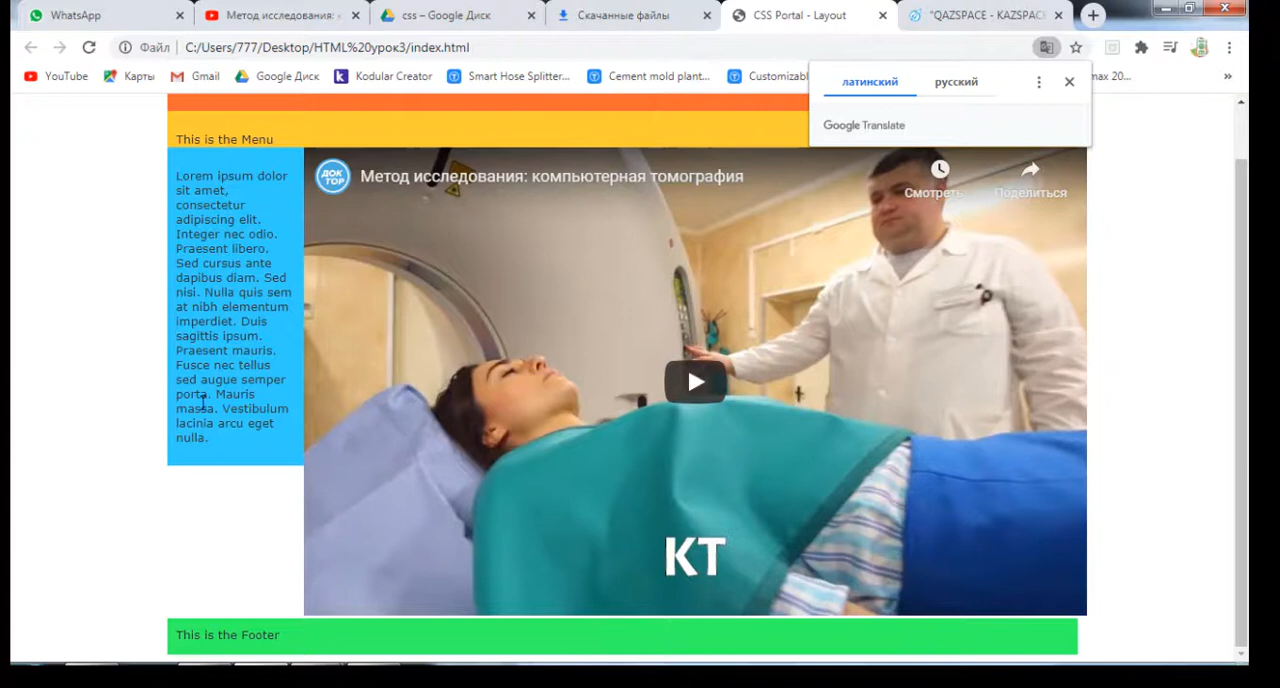 WhatsApp
Метод исследования:
css – Google Диск
Скачанные файлы
CSS Portal - Layout
"QAZSPACE - KAZSPACE
Файл
C:/Users/777/Desktop/HTML%20урок3/index.html
YouTube
Карты
Gmail
Google Диск
Kodular Creator
Smart Hose Splitter...
Cement mold plant...
Customizabl
max 20...
»
латинский
русский
Google Translate
This is the Menu
Lorem ipsum dolor
sit amet,
consectetur
adipiscing elit.
Integer nec odio.
Praesent libero.
Sed cursus ante
dapibus diam. Sed
nisi. Nulla quis sem
at nibh elementum
imperdiet. Duis
sagittis ipsum.
Praesent mauris.
Fusce nec tellus
sed augue semper
porta. Mauris
massa. Vestibulum
lacinia arcu eget
nulla.
ДОК
ТОР
Метод исследования: компьютерная томография
Смотреть
Поделиться
КТ
This is the Footer